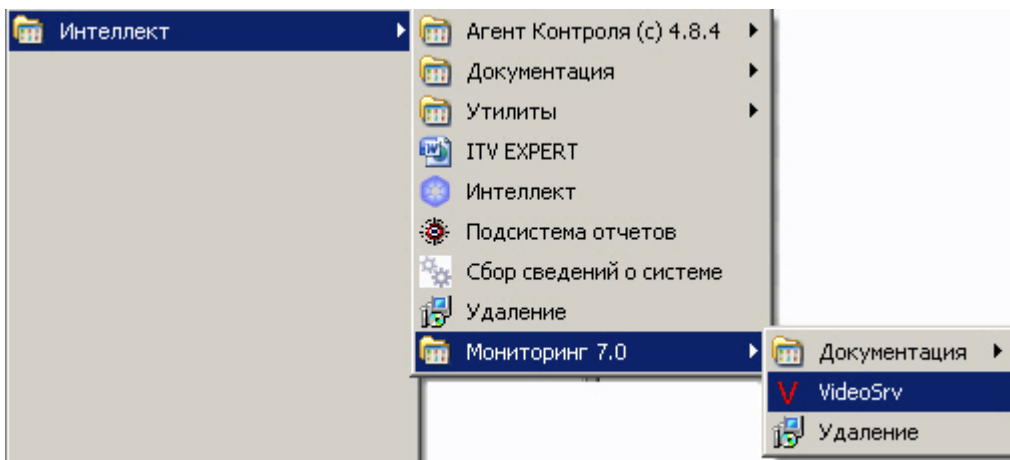 Интеллект
Агент Контроля (c) 4.8.4
Документация
Утилиты
ITV EXPERT
Интеллект
Подсистема отчетов
Сбор сведений о системе
Удаление
Мониторинг 7.0
Документация
VideoSrv
Удаление